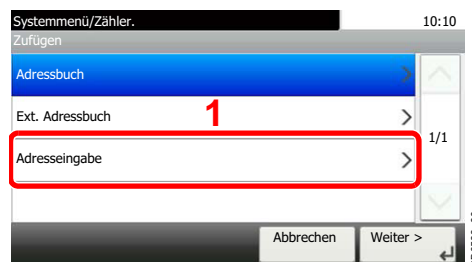 Systemmenü/Zähler. 10:10
Zufügen
Adressbuch
Ext. Adressbuch 1
1/1
Adresseingabe
Abbrechen Weiter >